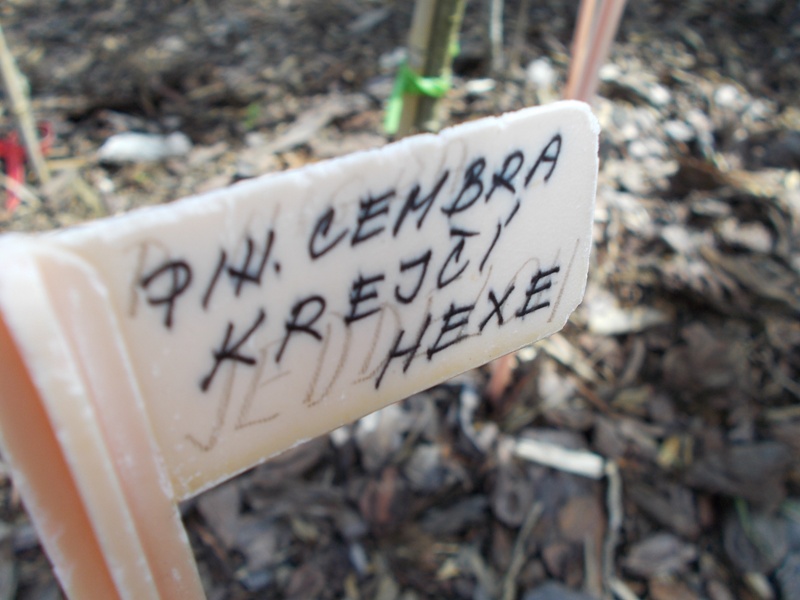 PIN. CEMBRA
KREJČÍ
HEXE